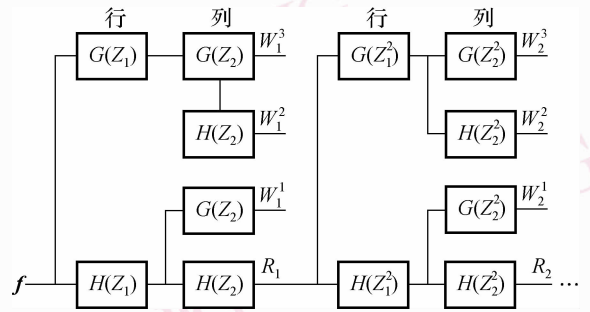 行 列 行 列
G(Z₁) G(Z₂) W₁³ G(Z₁²) G(Z₂²) W₂³
H(Z₂) W₁² H(Z₂²) W₂²
G(Z₂) W₁¹ G(Z₂²) W₂¹
f H(Z₁) H(Z₂) R₁ H(Z₁²) H(Z₂²) R₂ …